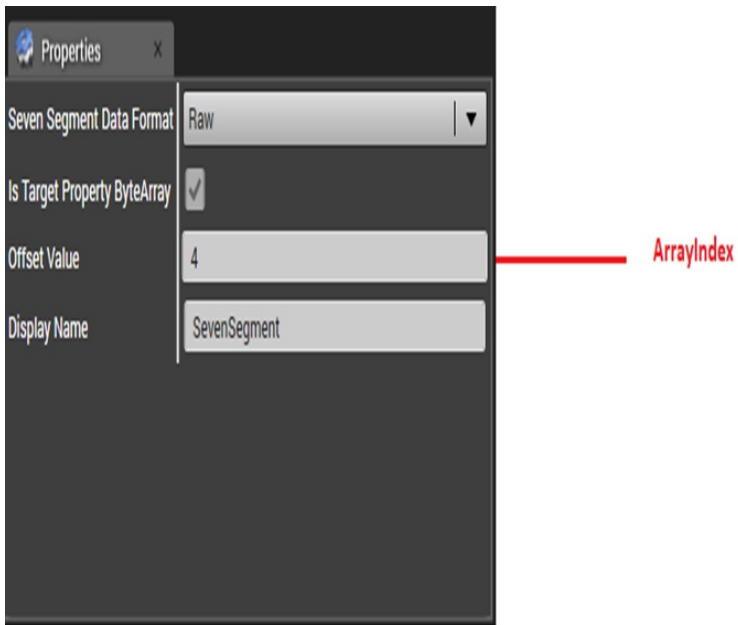 Properties x
Seven Segment Data Format Raw
Is Target Property ByteArray
Offset Value 4 ArrayIndex
Display Name SevenSegment